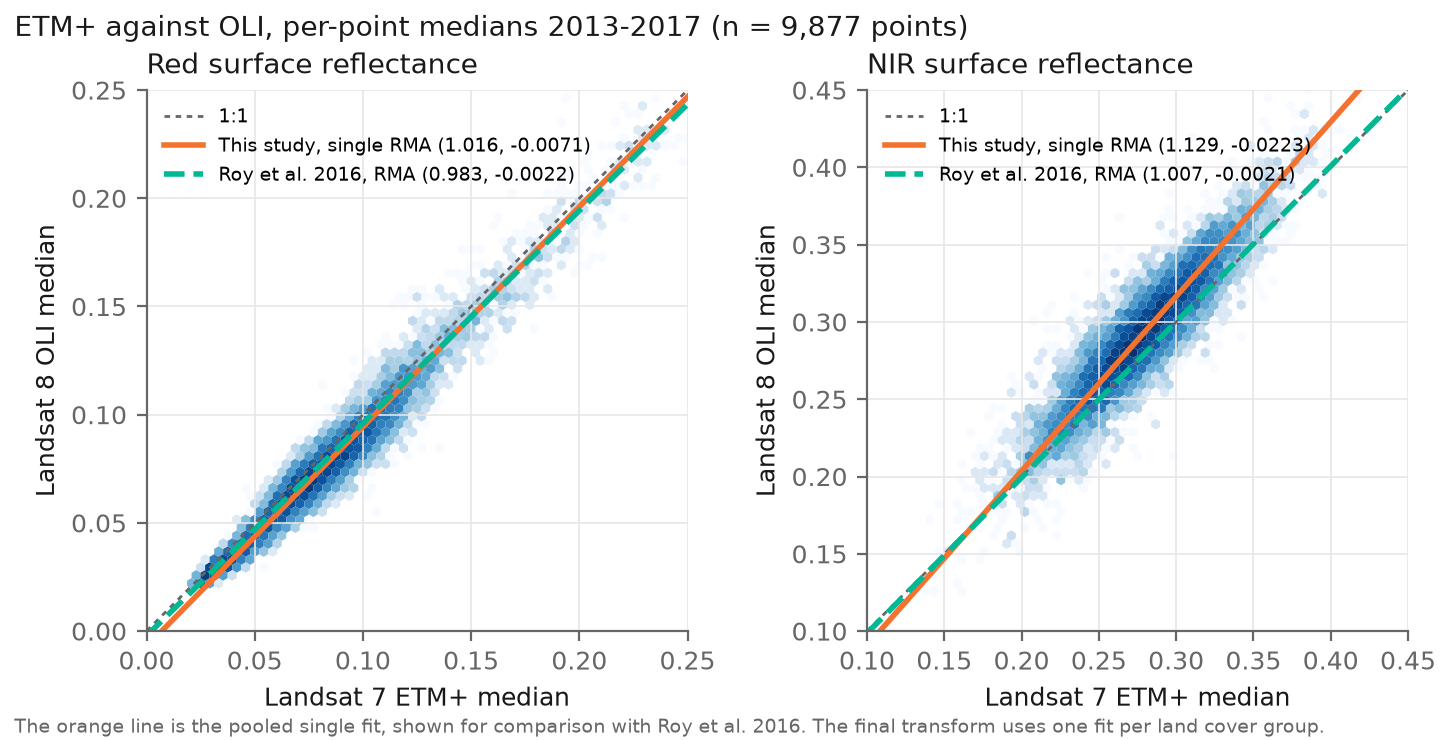 ETM+ against OLI, per-point medians 2013-2017 (n = 9,877 points)
Red surface reflectance
0.25
0.20
0.15
0.10
0.05
0.00
Landsat 8 OLI median
1:1
This study, single RMA (1.016, -0.0071)
Roy et al. 2016, RMA (0.983, -0.0022)
0.00 0.05 0.10 0.15 0.20 0.25
Landsat 7 ETM+ median
NIR surface reflectance
0.45
0.40
0.35
0.30
0.25
0.20
0.15
0.10
Landsat 8 OLI median
1:1
This study, single RMA (1.129, -0.0223)
Roy et al. 2016, RMA (1.007, -0.0021)
0.10 0.15 0.20 0.25 0.30 0.35 0.40 0.45
Landsat 7 ETM+ median
The orange line is the pooled single fit, shown for comparison with Roy et al. 2016. The final transform uses one fit per land cover group.